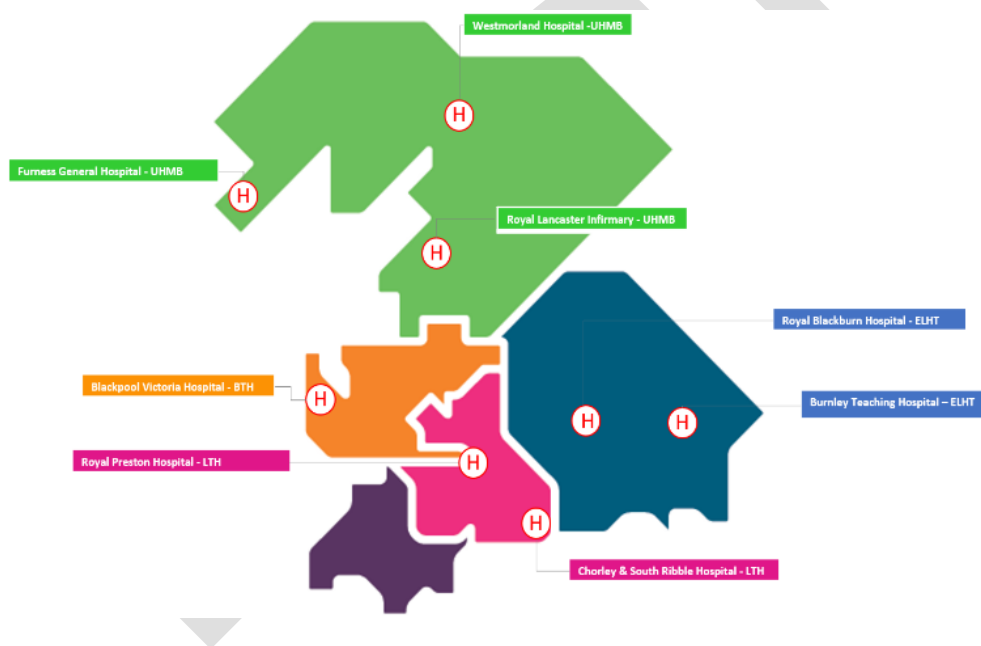 Westmorland Hospital -UHMB
H
Furness General Hospital - UHMB
H
Royal Lancaster Infirmary - UHMB
H
Royal Blackburn Hospital - ELHT
Blackpool Victoria Hospital - BTH
H
Burnley Teaching Hospital – ELHT
H
H
Royal Preston Hospital - LTH
H
H
Chorley & South Ribble Hospital - LTH